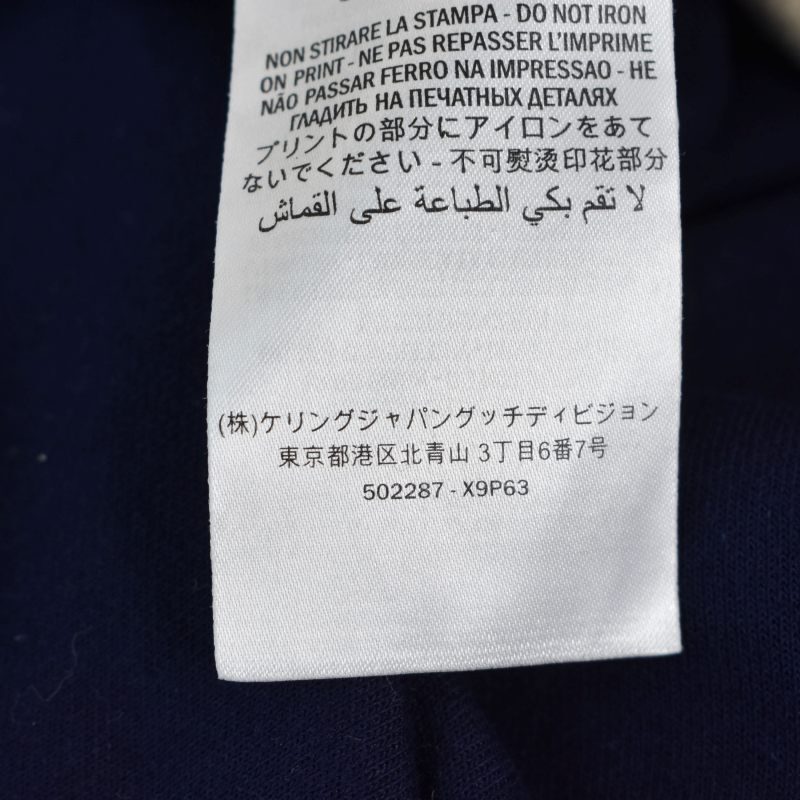 NON STIRARE LA STAMPA - DO NOT IRON
ON PRINT - NE PAS REPASSER L'IMPRIME
NÃO PASSAR FERRO NA IMPRESSAO - НЕ
ГЛАДИТЬ НА ПЕЧАТНЫХ ДЕТАЛЯХ
プリントの部分にアイロンをあて
ないでください - 不可熨烫印花部分
لا تقم بكي الطباعة على القماش
(株)ケリングジャパングッチディビジョン
東京都港区北青山 3丁目6番7号
502287 - X9P63